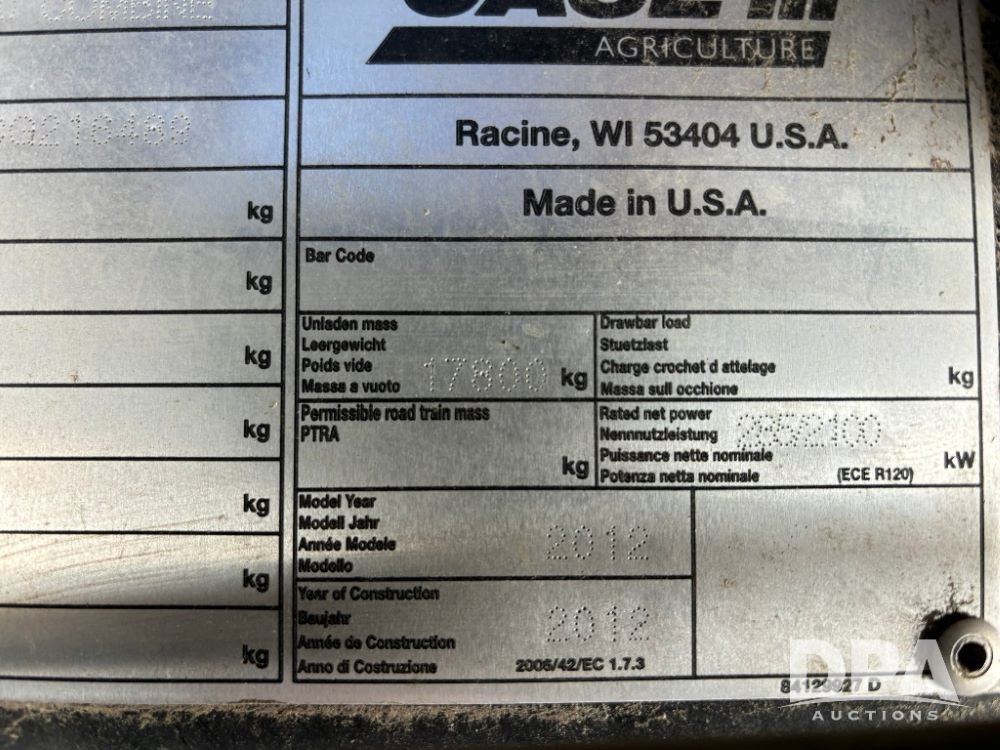 COMBINE
CASE III
AGRICULTURE
Racine, WI 53404 U.S.A.
Made in U.S.A.
kg
kg
kg
kg
kg
kg
kg
Bar Code
Unladen mass
Leergewicht
Poids vide
Massa a vuoto 17800 kg
Drawbar load
Stuetzlast
Charge crochet d attelage
Massa sull occhione kg
Permissible road train mass
PTRA
kg
Rated net power
Nennnutzleistung
Puissance nette nominale
Potenza netta nominale (ECE R120) kW
Model Year
Modell Jahr
Année Modele
Modello
2012
Year of Construction
Baujahr
Année de Construction
Anno di Costruzione
2012
2006/42/EC 1.7.3
DPA
AUCTIONS